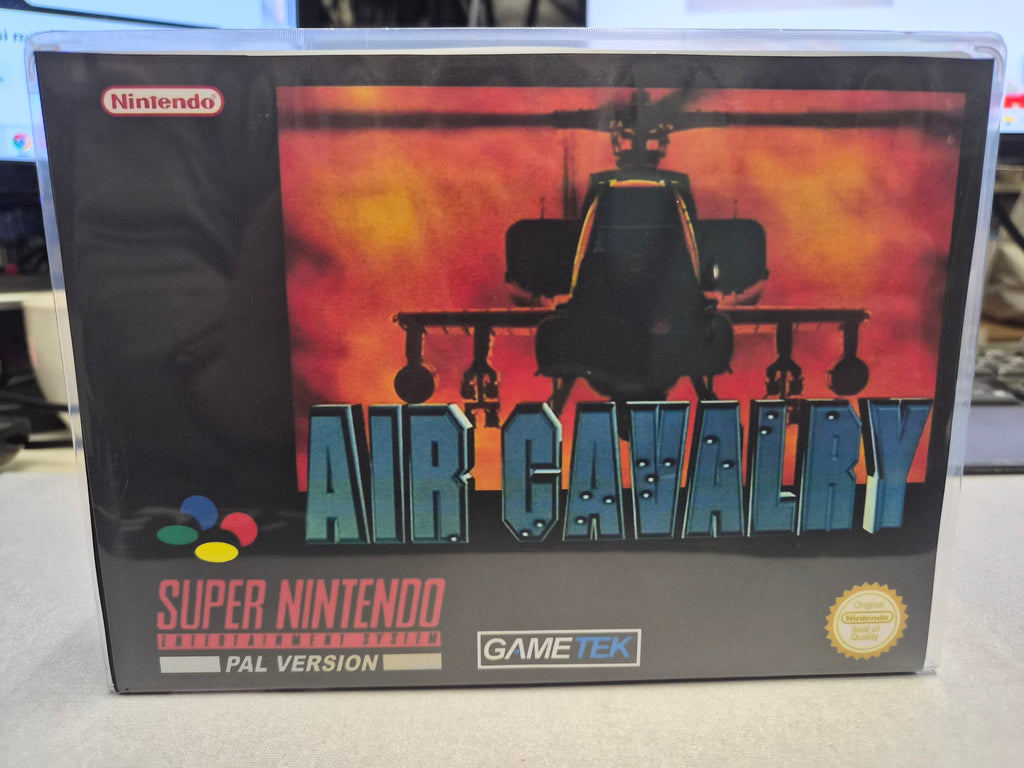 Nintendo®
AIR CAVALRY
SUPER NINTENDO
ENTERTAINMENT SYSTEM
PAL VERSION
GAMETEK
Original
Nintendo
Seal of
Quality